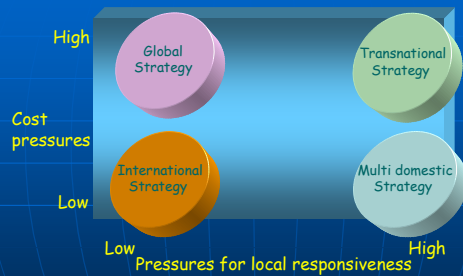 High
Global
Strategy
Transnational
Strategy
Cost
pressures
International
Strategy
Multi domestic
Strategy
Low
Low
High
Pressures for local responsiveness